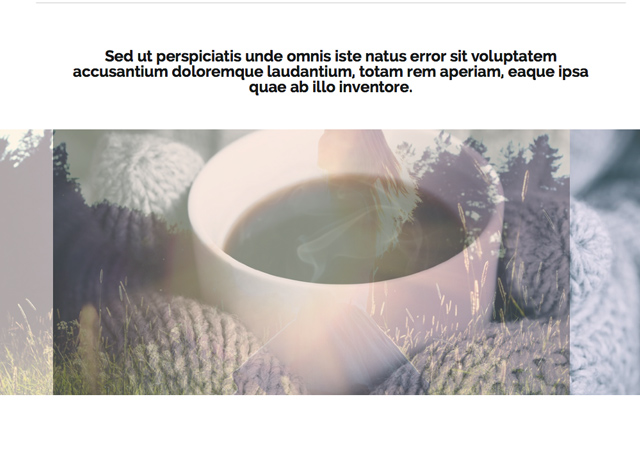 Sed ut perspiciatis unde omnis iste natus error sit voluptatem
accusantium doloremque laudantium, totam rem aperiam, eaque ipsa
quae ab illo inventore.